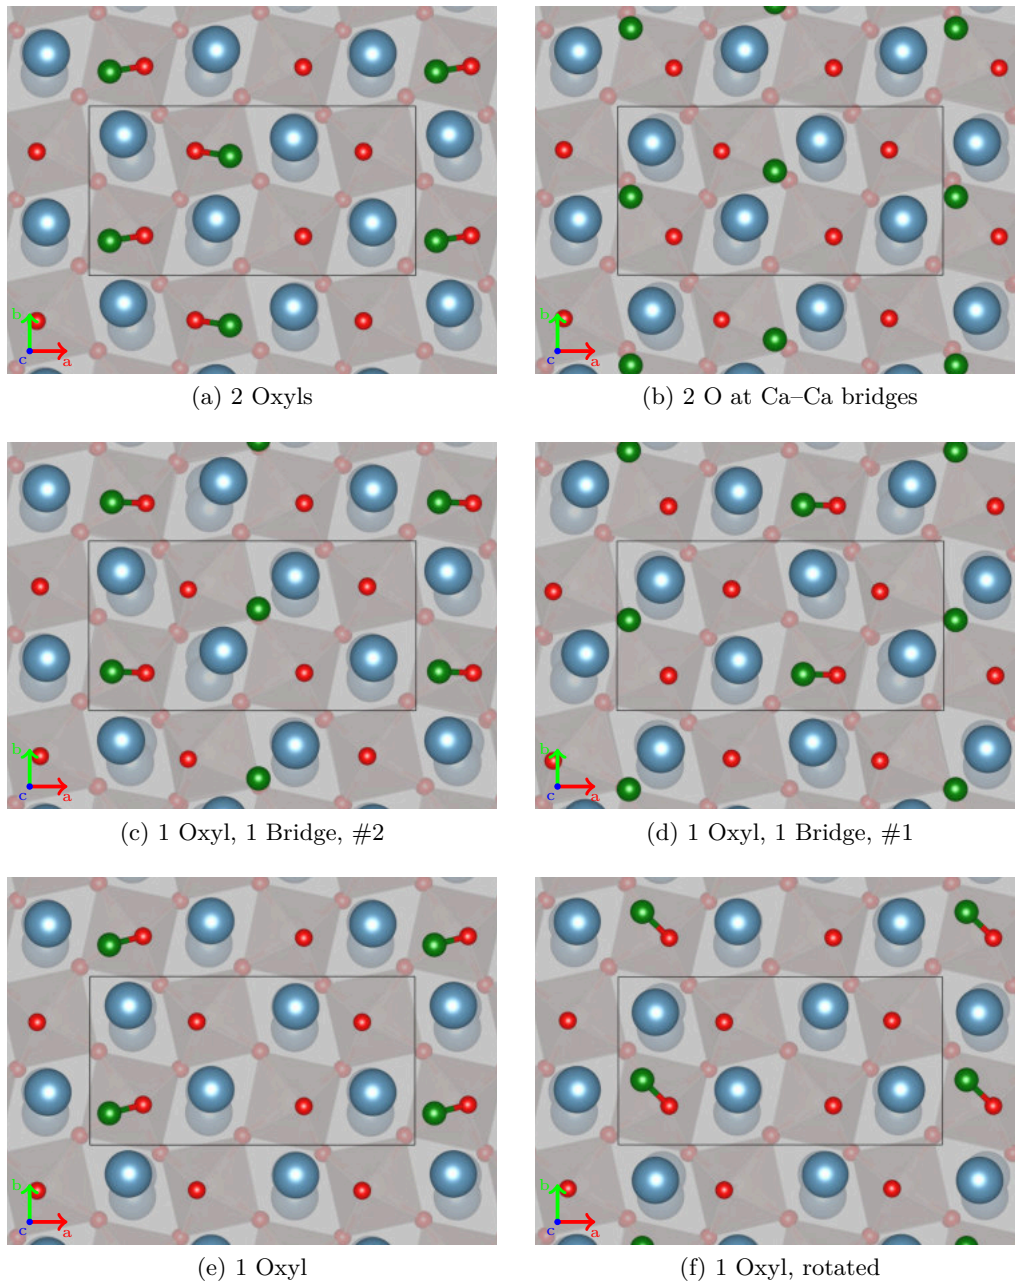 b
c
a
b
c
a
(a) 2 Oxyls
(b) 2 O at Ca–Ca bridges
b
c
a
b
c
a
(c) 1 Oxyl, 1 Bridge, #2
(d) 1 Oxyl, 1 Bridge, #1
b
c
a
b
c
a
(e) 1 Oxyl
(f) 1 Oxyl, rotated